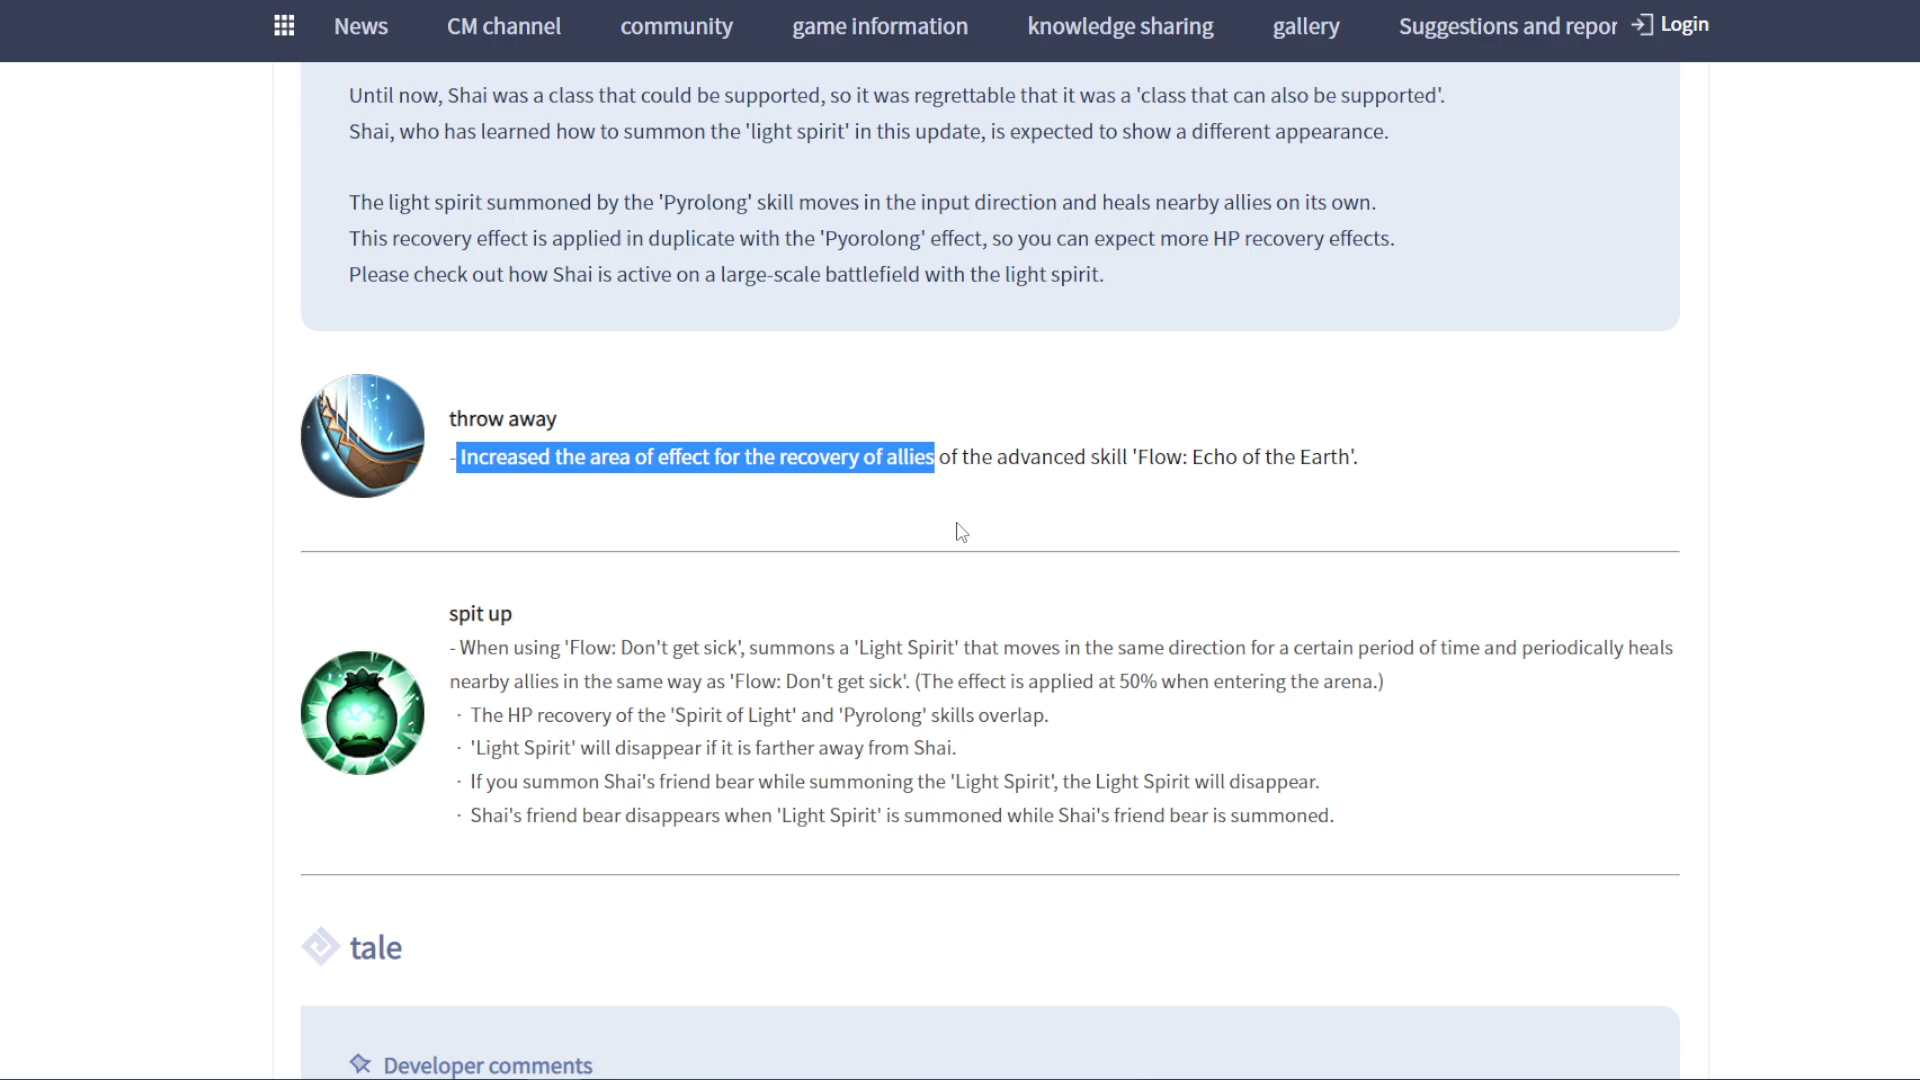 News CM channel community game information knowledge sharing gallery Suggestions and repor Login
Until now, Shai was a class that could be supported, so it was regrettable that it was a 'class that can also be supported'.
Shai, who has learned how to summon the 'light spirit' in this update, is expected to show a different appearance.
The light spirit summoned by the 'Pyrolong' skill moves in the input direction and heals nearby allies on its own.
This recovery effect is applied in duplicate with the 'Pyorolong' effect, so you can expect more HP recovery effects.
Please check out how Shai is active on a large-scale battlefield with the light spirit.
throw away
- Increased the area of effect for the recovery of allies of the advanced skill 'Flow: Echo of the Earth'.
spit up
- When using 'Flow: Don't get sick', summons a 'Light Spirit' that moves in the same direction for a certain period of time and periodically heals
nearby allies in the same way as 'Flow: Don't get sick'. (The effect is applied at 50% when entering the arena.)
· The HP recovery of the 'Spirit of Light' and 'Pyrolong' skills overlap.
· 'Light Spirit' will disappear if it is farther away from Shai.
· If you summon Shai's friend bear while summoning the 'Light Spirit', the Light Spirit will disappear.
· Shai's friend bear disappears when 'Light Spirit' is summoned while Shai's friend bear is summoned.
tale
Developer comments